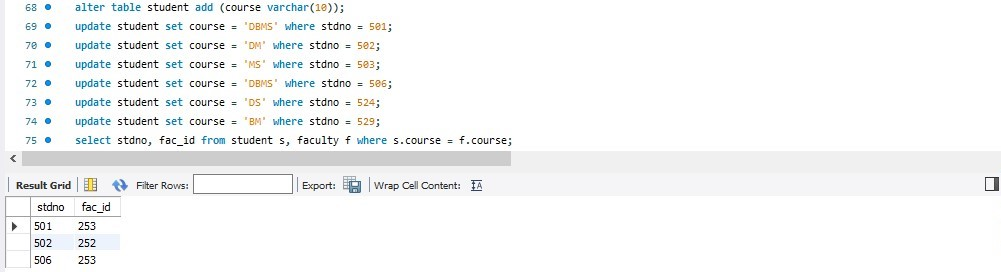 68 alter table student add (course varchar(10));
69 update student set course = 'DBMS' where stdno = 501;
70 update student set course = 'DM' where stdno = 502;
71 update student set course = 'MS' where stdno = 503;
72 update student set course = 'DBMS' where stdno = 506;
73 update student set course = 'DS' where stdno = 524;
74 update student set course = 'BM' where stdno = 529;
75 select stdno, fac_id from student s, faculty f where s.course = f.course;
Result Grid Filter Rows: Export: Wrap Cell Content: IA
stdno fac_id
501 253
502 252
506 253